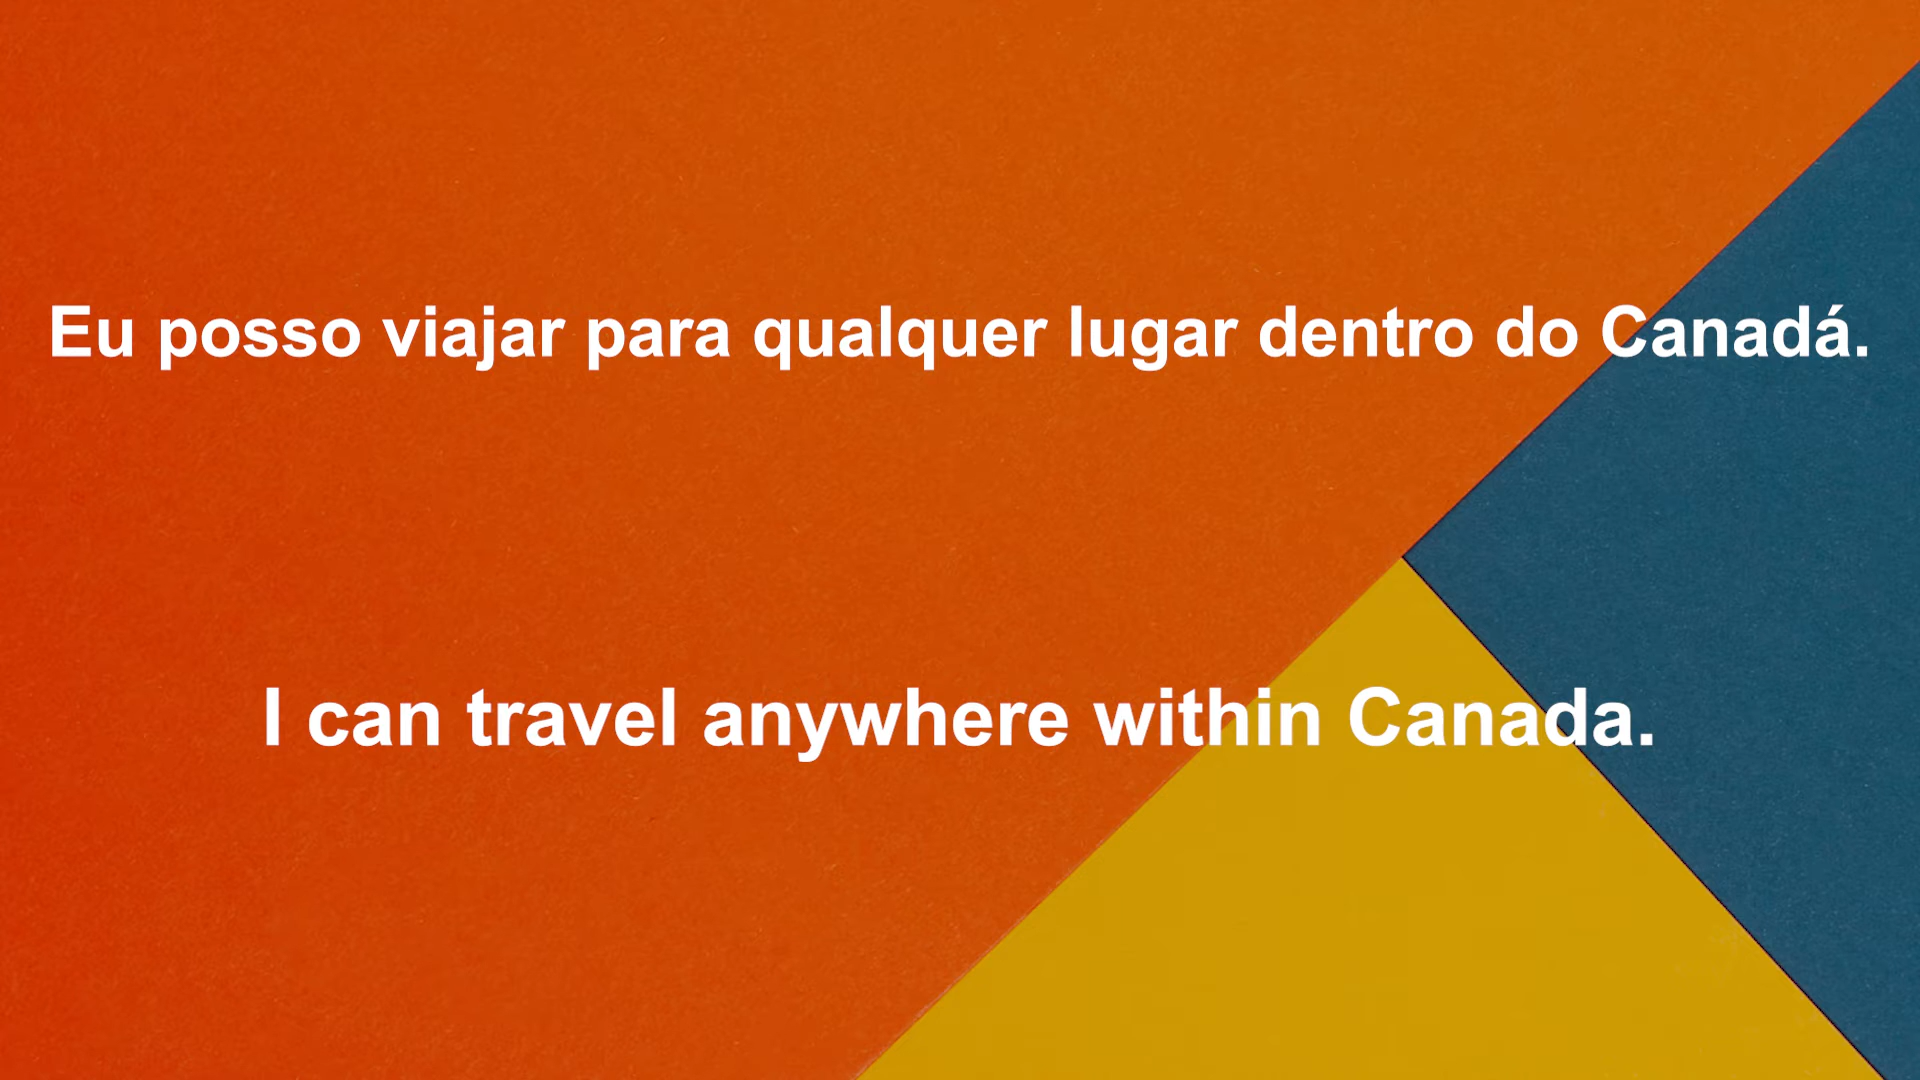 Eu posso viajar para qualquer lugar dentro do Canadá.
I can travel anywhere within Canada.